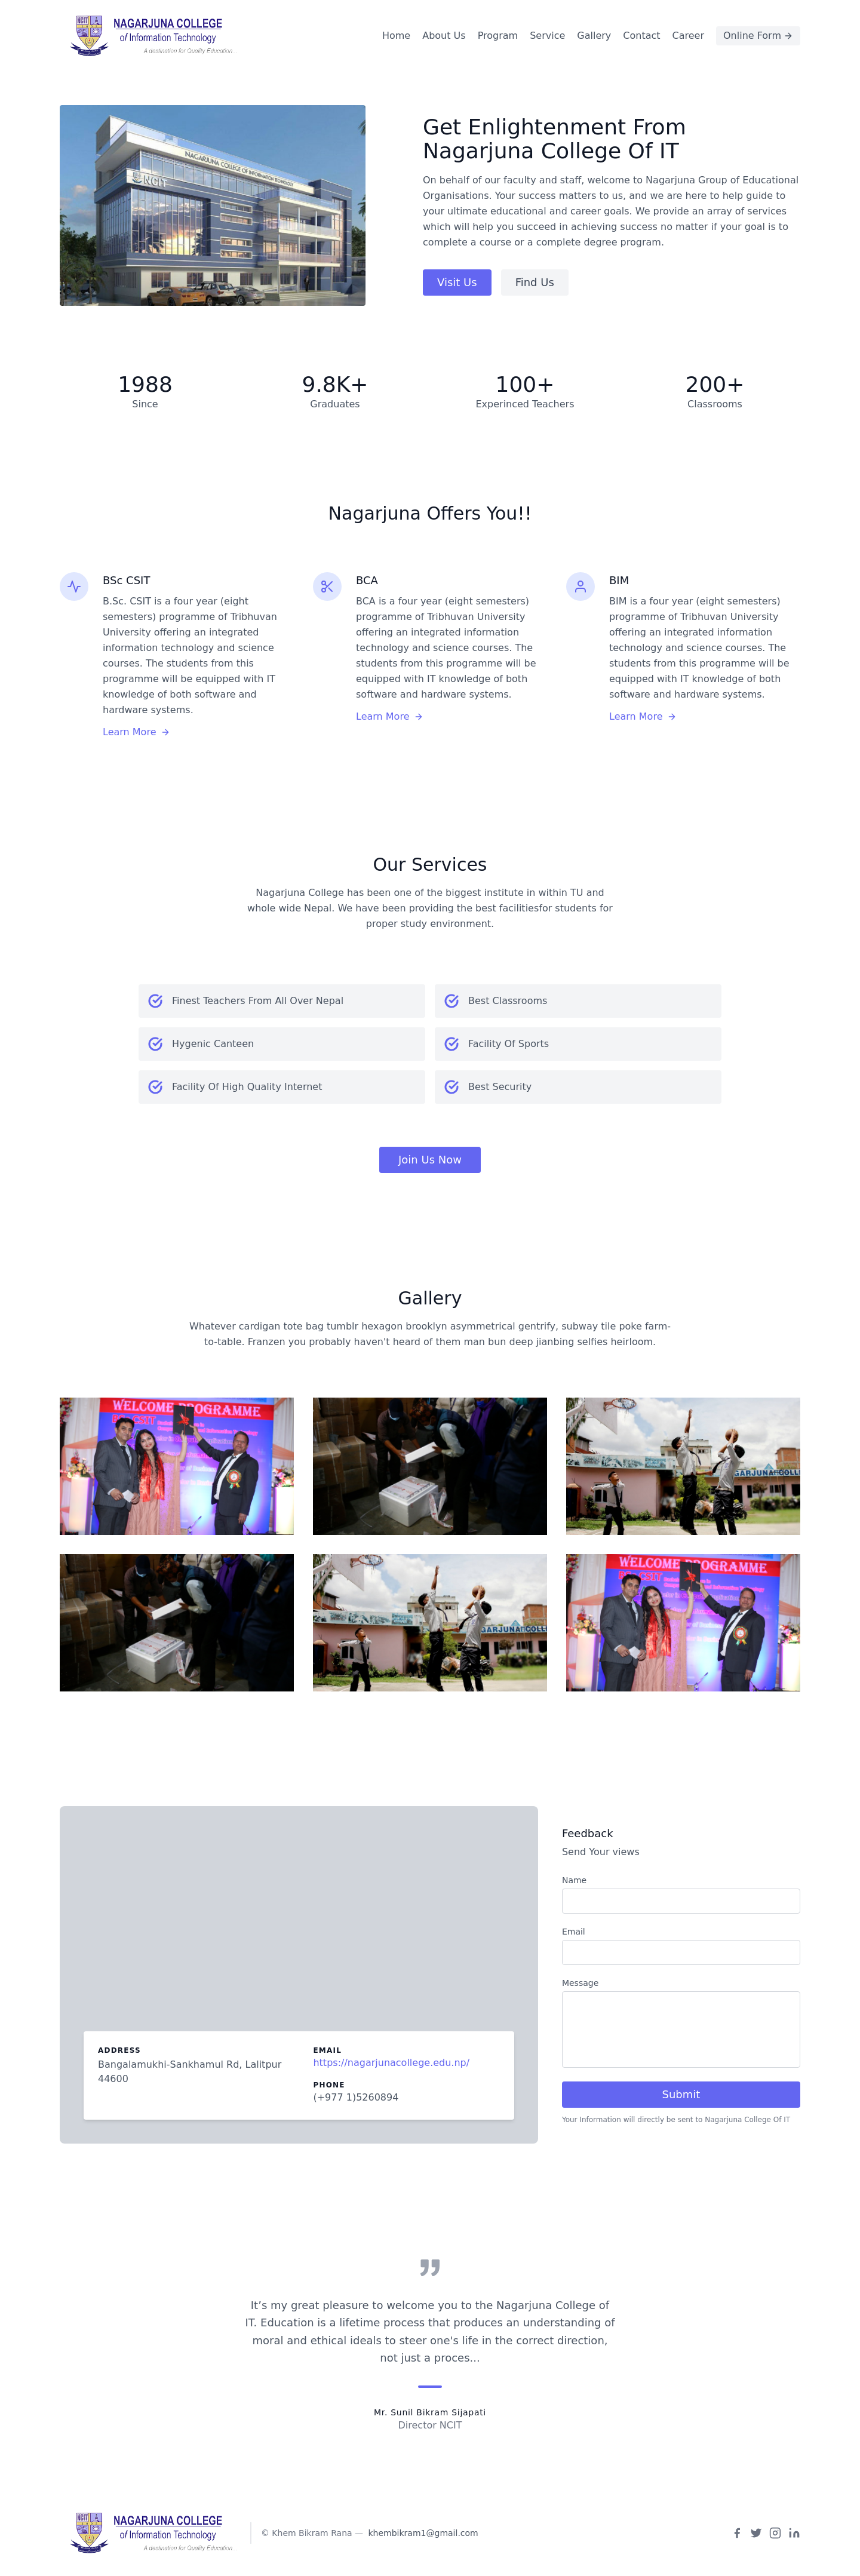 NCIT
NAGARJUNA COLLEGE
of Information Technology
A destination for Quality Education...
Home About Us Program Service Gallery Contact Career Online Form →
NAGARJUNA COLLEGE OF INFORMATION TECHNOLOGY
NCIT
Get Enlightenment From
Nagarjuna College Of IT
On behalf of our faculty and staff, welcome to Nagarjuna Group of Educational
Organisations. Your success matters to us, and we are here to help guide to
your ultimate educational and career goals. We provide an array of services
which will help you succeed in achieving success no matter if your goal is to
complete a course or a complete degree program.
Visit Us Find Us
1988 9.8K+ 100+ 200+
Since Graduates Experinced Teachers Classrooms
Nagarjuna Offers You!!
BSc CSIT
B.Sc. CSIT is a four year (eight
semesters) programme of Tribhuvan
University offering an integrated
information technology and science
courses. The students from this
programme will be equipped with IT
knowledge of both software and
hardware systems.
Learn More →
BCA
BCA is a four year (eight semesters)
programme of Tribhuvan University
offering an integrated information
technology and science courses. The
students from this programme will be
equipped with IT knowledge of both
software and hardware systems.
Learn More →
BIM
BIM is a four year (eight semesters)
programme of Tribhuvan University
offering an integrated information
technology and science courses. The
students from this programme will be
equipped with IT knowledge of both
software and hardware systems.
Learn More →
Our Services
Nagarjuna College has been one of the biggest institute in within TU and
whole wide Nepal. We have been providing the best facilitiesfor students for
proper study environment.
Finest Teachers From All Over Nepal
Best Classrooms
Hygenic Canteen
Facility Of Sports
Facility Of High Quality Internet
Best Security
Join Us Now
Gallery
Whatever cardigan tote bag tumblr hexagon brooklyn asymmetrical gentrify, subway tile poke farm-
to-table. Franzen you probably haven't heard of them man bun deep jianbing selfies heirloom.
WELCOME PROGRAMME
CSIT
GARJUNA COLL
GARJUNA COLLE
WELCOME PROGRAMME
CSIT
ADDRESS
Bangalamukhi-Sankhamul Rd, Lalitpur
44600
EMAIL
https://nagarjunacollege.edu.np/
PHONE
(+977 1)5260894
Feedback
Send Your views
Name
Email
Message
Submit
Your Information will directly be sent to Nagarjuna College Of IT
It’s my great pleasure to welcome you to the Nagarjuna College of
IT. Education is a lifetime process that produces an understanding of
moral and ethical ideals to steer one's life in the correct direction,
not just a proces...
Mr. Sunil Bikram Sijapati
Director NCIT
NCIT
NAGARJUNA COLLEGE
of Information Technology
A destination for Quality Education...
© Khem Bikram Rana — khembikram1@gmail.com